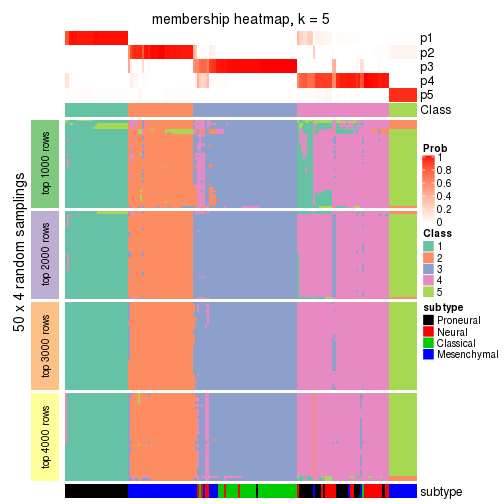 membership heatmap, k = 5
p1
p2
p3
p4
p5
Class
50 x 4 random samplings
top 1000 rows
top 2000 rows
top 3000 rows
top 4000 rows
Prob
1
0.8
0.6
0.4
0.2
0
Class
1
2
3
4
5
subtype
Proneural
Neural
Classical
Mesenchymal
subtype